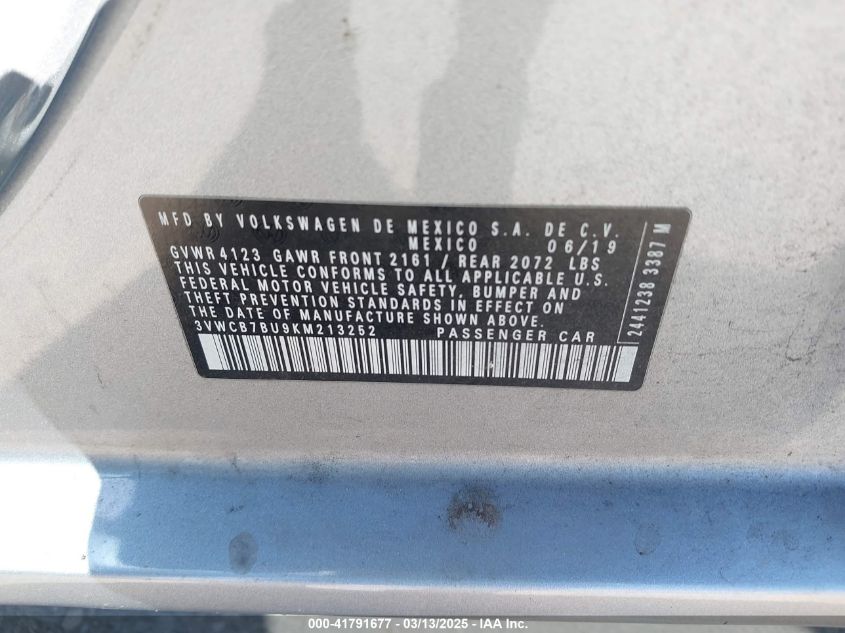 MFD BY VOLKSWAGEN DE MEXICO S.A. DE C.V.
MEXICO 06/19
GVWR 4123 GAWR FRONT 2161 / REAR 2072 LBS
THIS VEHICLE CONFORMS TO ALL APPLICABLE U.S.
FEDERAL MOTOR VEHICLE SAFETY, BUMPER AND
THEFT PREVENTION STANDARDS IN EFFECT ON
THE DATE OF MANUFACTURE SHOWN ABOVE.
3VWCB7BU9KM213252 PASSENGER CAR
2441238 3387 M
000-41791677 - 03/13/2025 - IAA Inc.